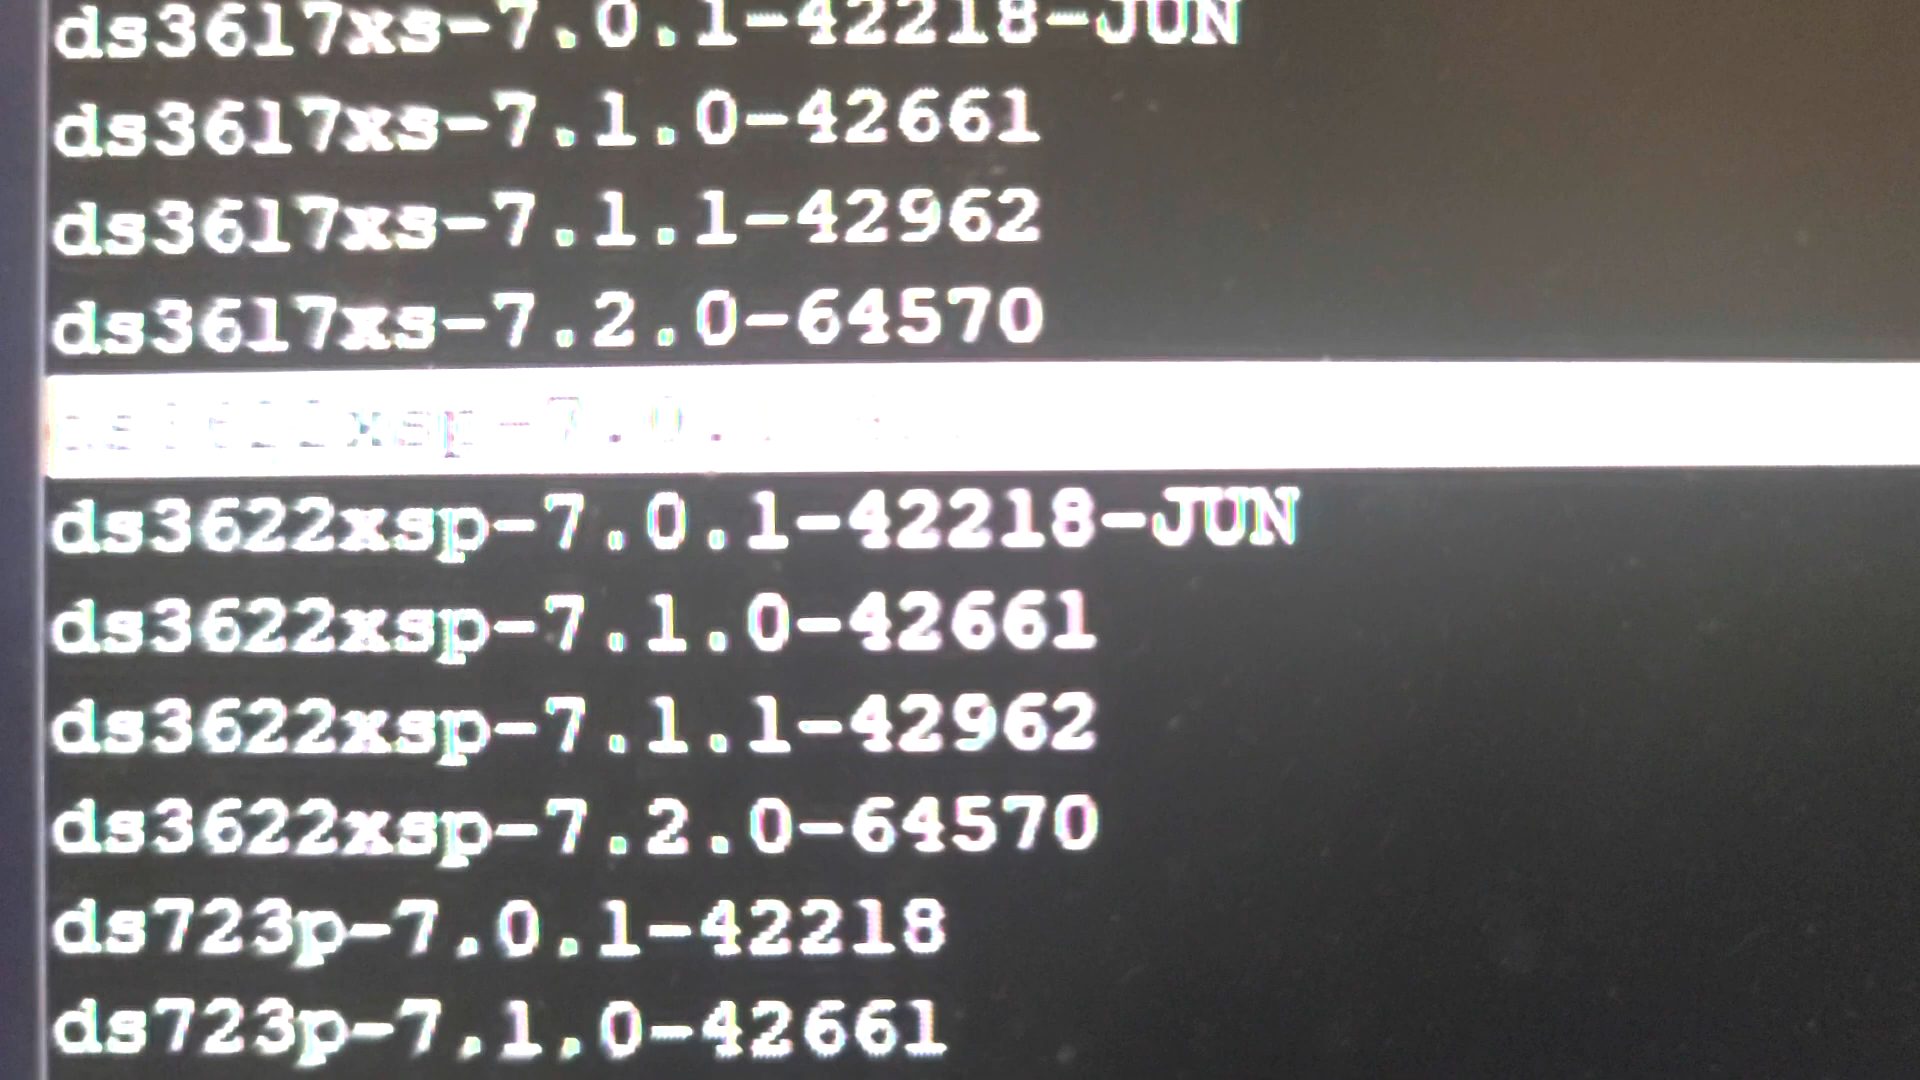 ds3617xs-7.0.1-42218-JUN
ds3617xs-7.1.0-42661
ds3617xs-7.1.1-42962
ds3617xs-7.2.0-64570
ds3622xsp-7.0.1-42218-JUN
ds3622xsp-7.1.0-42661
ds3622xsp-7.1.1-42962
ds3622xsp-7.2.0-64570
ds723p-7.0.1-42218
ds723p-7.1.0-42661